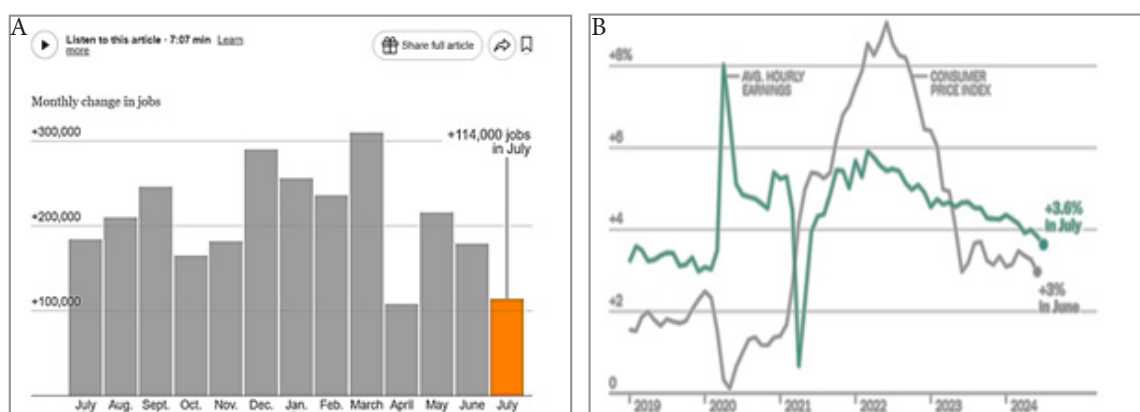 A
Listen to this article · 7:07 min Learn
more
Share full article
Monthly change in jobs
+300,000
+114,000 jobs
in July
+200,000
+100,000
July Aug. Sept. Oct. Nov. Dec. Jan. Feb. March April May June July
B
+8%
AVG. HOURLY
EARNINGS
CONSUMER
PRICE INDEX
+6
+4
+3.6%
in July
+3%
in June
+2
0
2019 2020 2021 2022 2023 2024